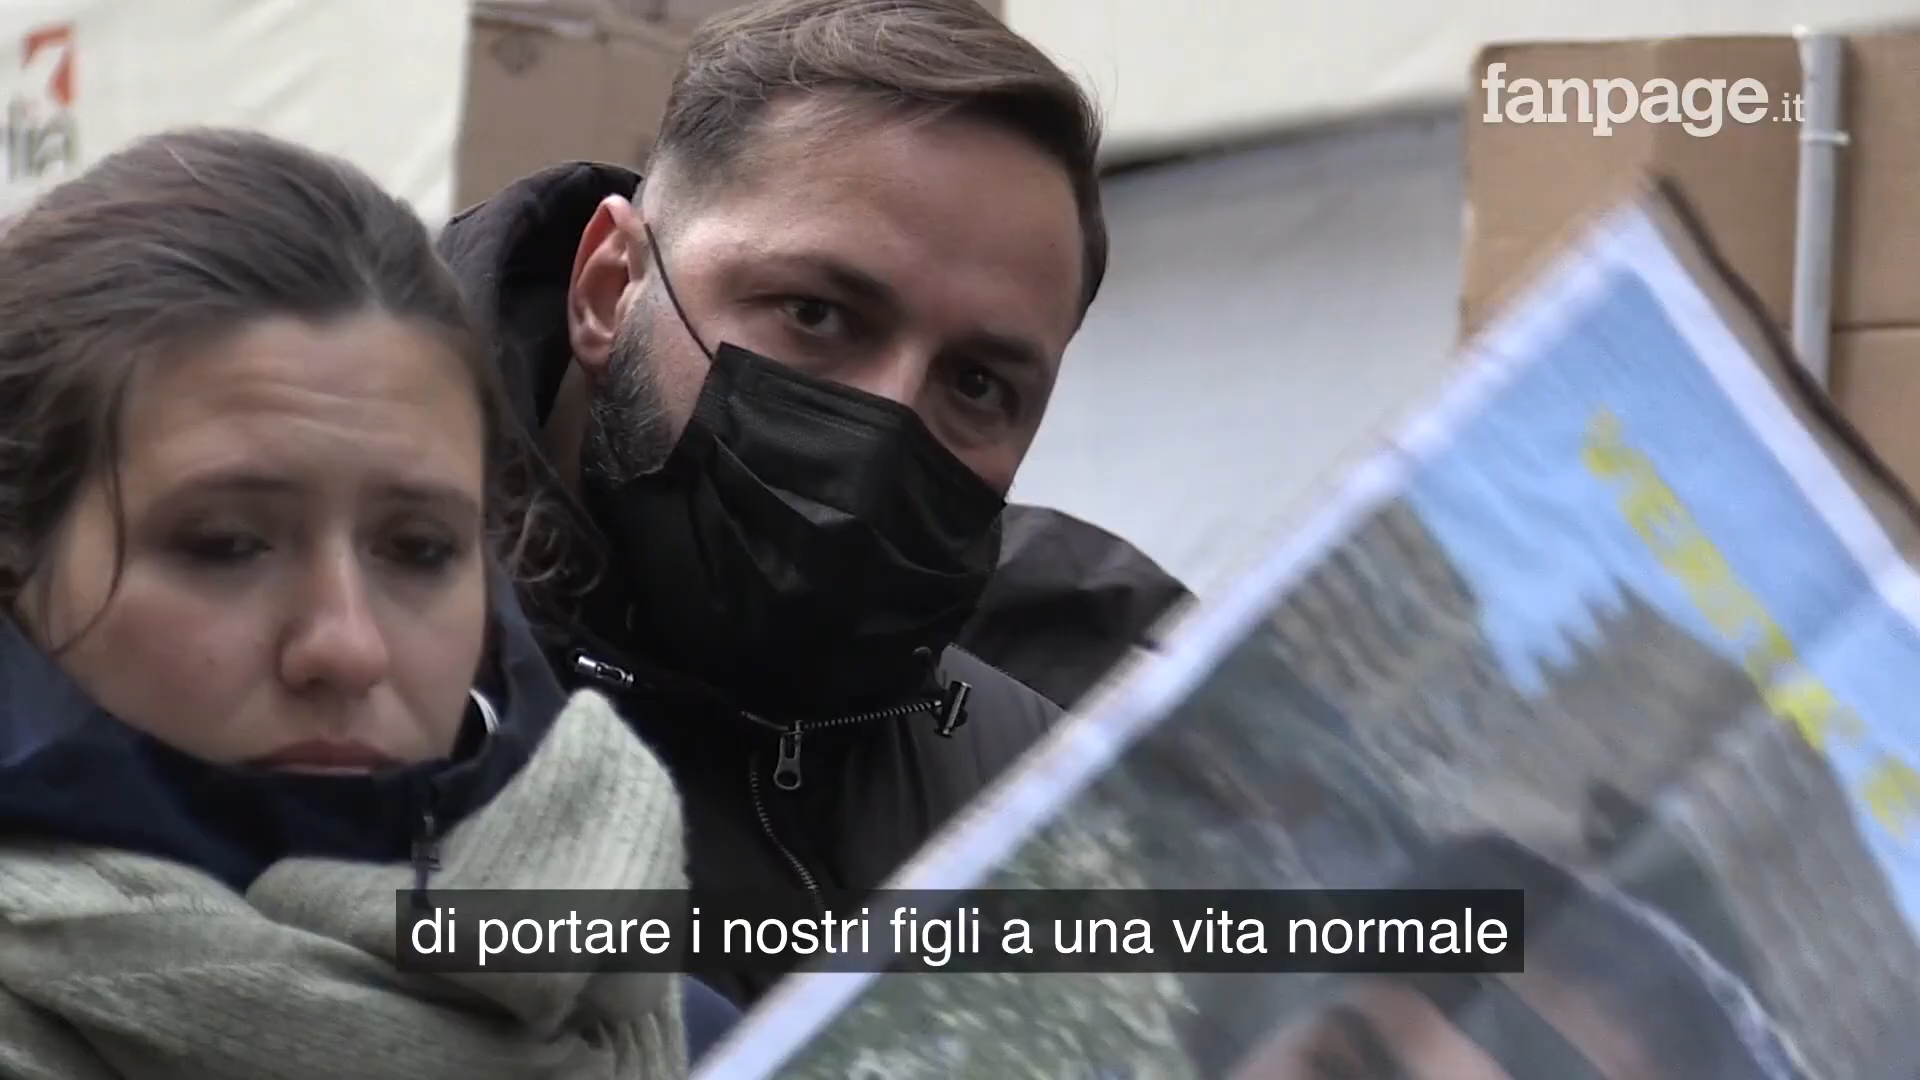 fanpage.it
di portare i nostri figli a una vita normale